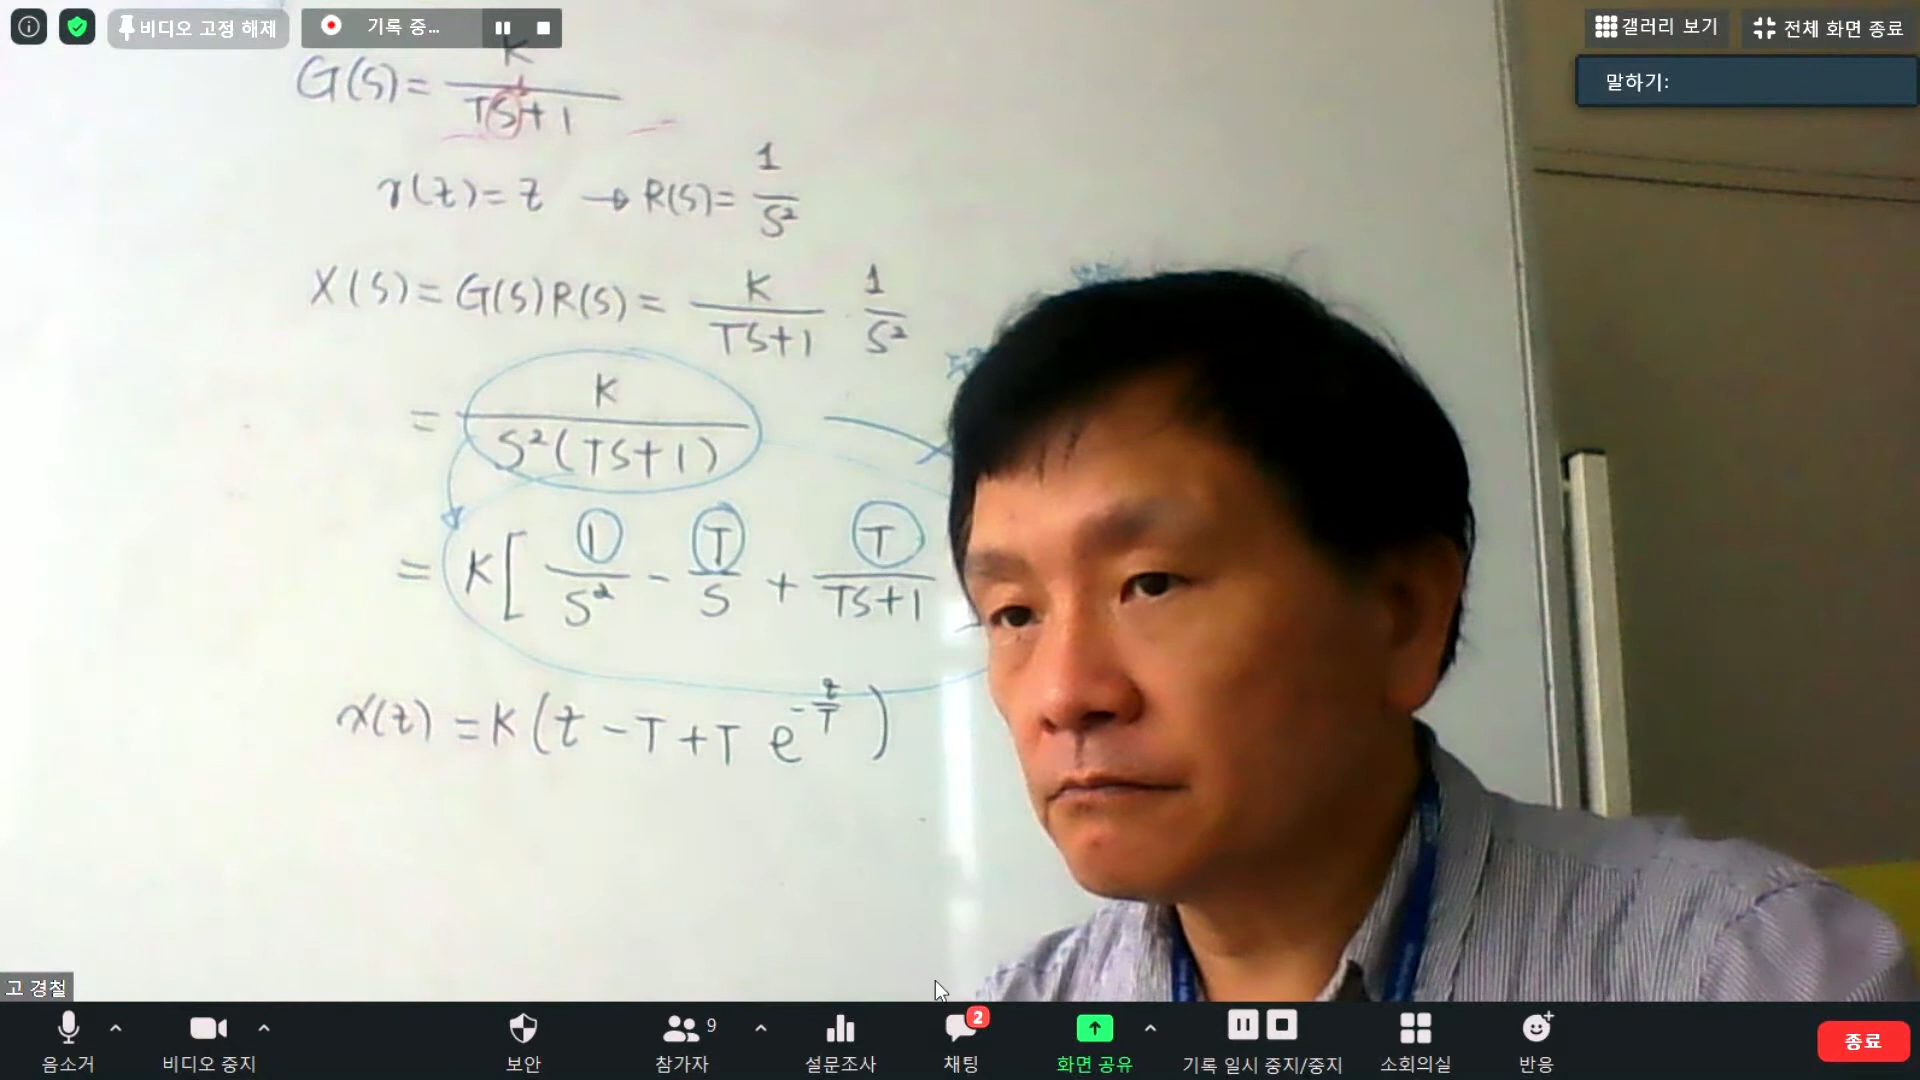 비디오 고정 해제
기록 중...
갤러리 보기
전체 화면 종료
말하기:
G(S) = K / TS+1
r(t) = t → R(S) = 1 / S²
X(S) = G(S)R(S) = K / TS+1 · 1 / S²
= K / S²(TS+1)
= K[ 1 / S² - T / S + T / TS+1
x(t) = K(t - T + T e^(-t/T))
고 경철
음소거
비디오 중지
보안
참가자 9
설문조사
채팅 2
화면 공유
기록 일시 중지/중지
소회의실
반응
종료